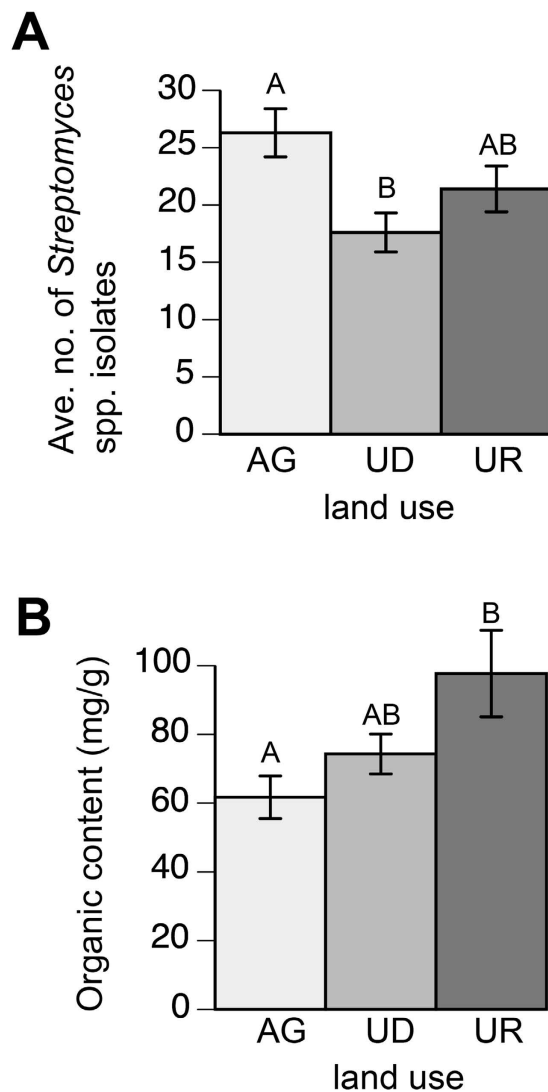 A
Ave. no. of Streptomyces
spp. isolates
30
25
20
15
10
5
0
A
B
AB
AG UD UR
land use
B
Organic content (mg/g)
100
80
60
40
20
0
A
AB
B
AG UD UR
land use